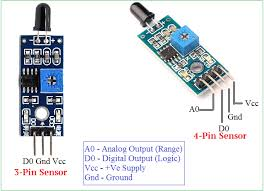 A0
D0
Vcc
Gnd
D0 Gnd Vcc
3-Pin Sensor
4-Pin Sensor
A0 - Analog Output (Range)
D0 - Digital Output (Logic)
Vcc - +Ve Supply
Gnd - Ground